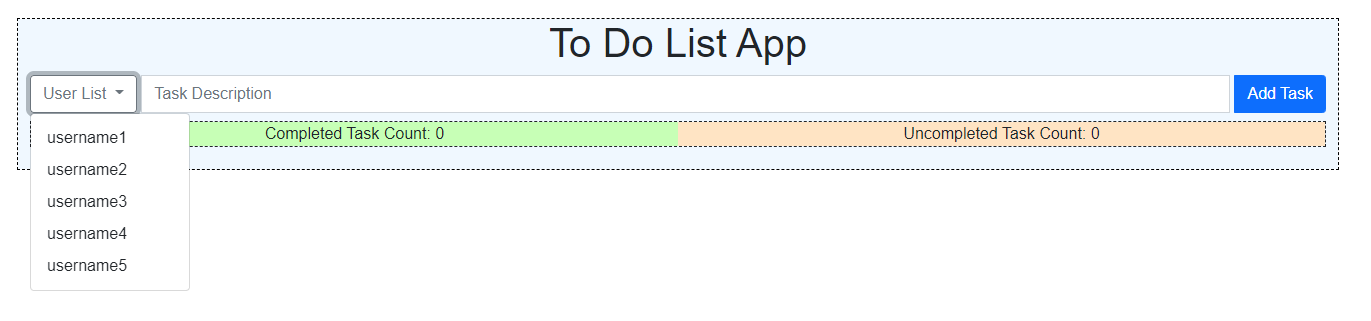 To Do List App
User List Task Description Add Task
Completed Task Count: 0 Uncompleted Task Count: 0
username1
username2
username3
username4
username5